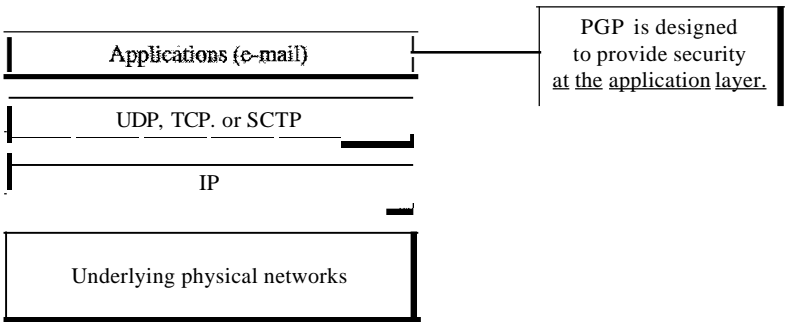 Applications (e-mail)
PGP is designed
to provide security
at the application layer.
UDP, TCP. or SCTP
IP
Underlying physical networks